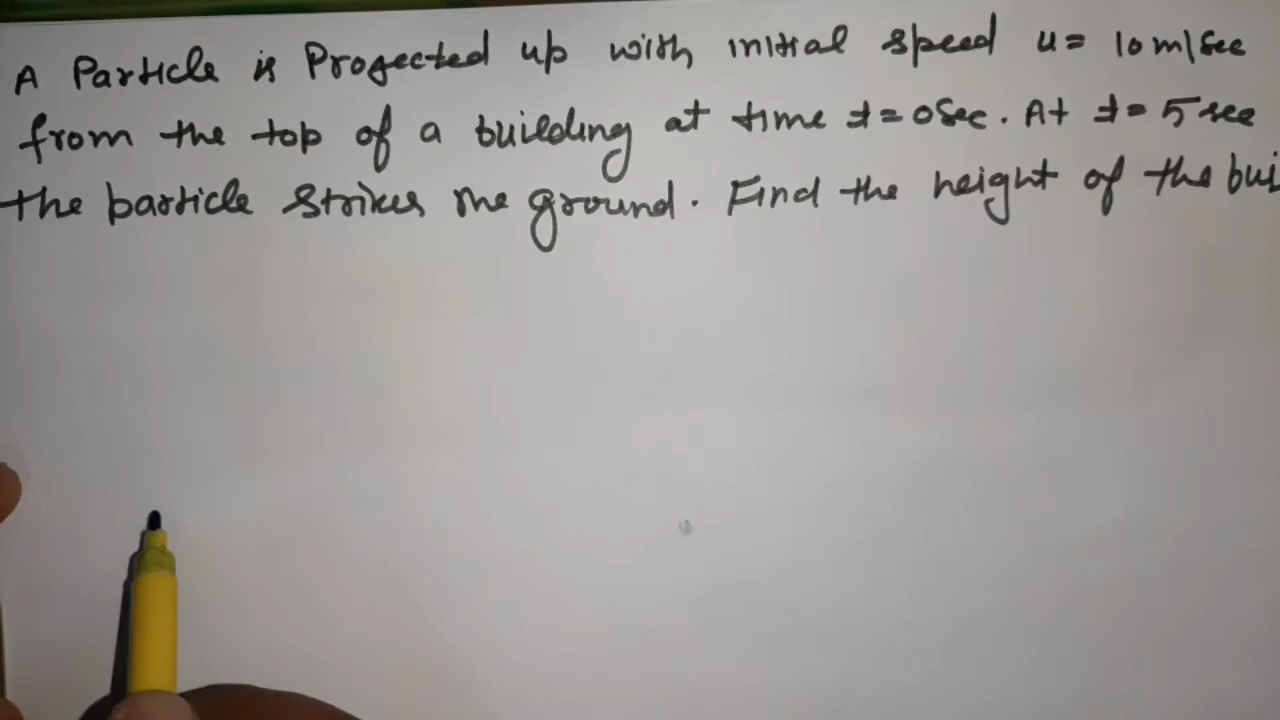 A Particle is Projected up with initial speed u = 10 m/sec
from the top of a building at time t = 0 Sec. At t = 5 sec
the particle strikes the ground. Find the height of the bui